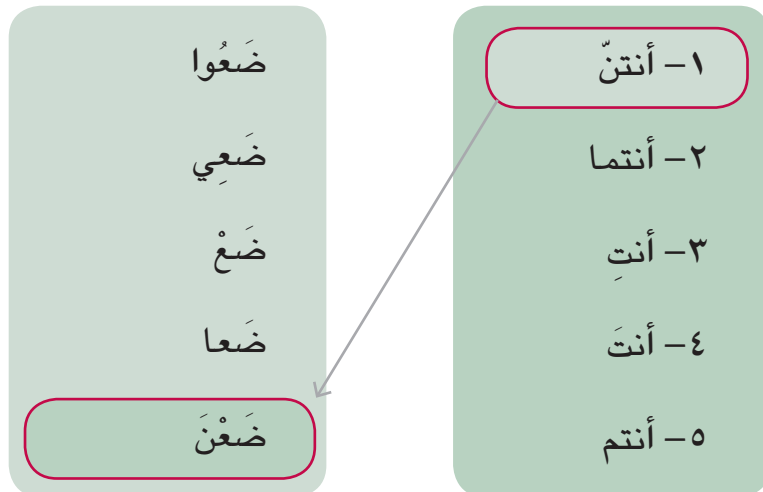 ١– أنتنّ
٢– أنتما
٣– أنتِ
٤– أنتَ
٥– أنتم
ضَعُوا
ضَعِي
ضَعْ
ضَعا
ضَعْنَ